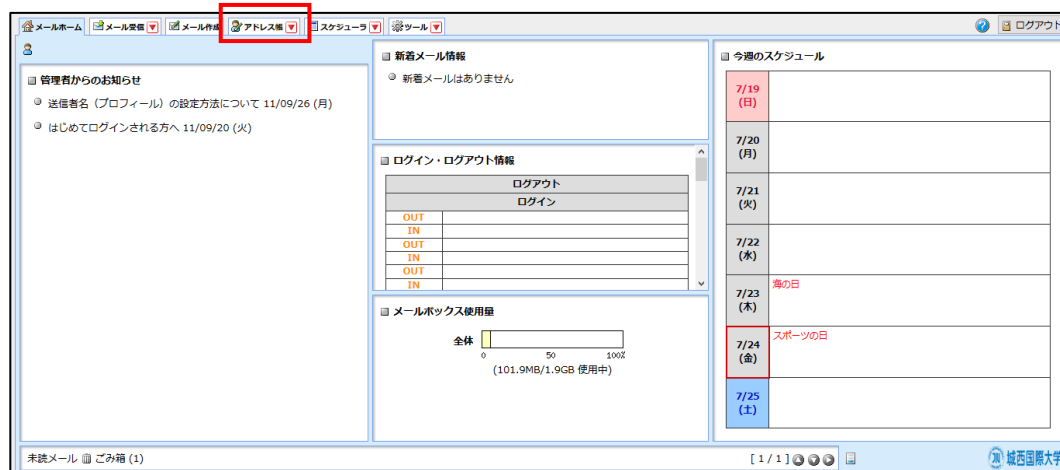 メールホーム メール受信 メール作成 アドレス帳 スケジューラ ツール ログアウト
管理者からのお知らせ
送信者名（プロフィール）の設定方法について 11/09/26 (月)
はじめてログインされる方へ 11/09/20 (火)
新着メール情報
新着メールはありません
ログイン・ログアウト情報
ログアウト
ログイン
OUT
IN
OUT
IN
OUT
IN
メールボックス使用量
全体
0 50 100%
(101.9MB/1.9GB 使用中)
今週のスケジュール
7/19
(日)
7/20
(月)
7/21
(火)
7/22
(水)
7/23
(木)
海の日
7/24
(金)
スポーツの日
7/25
(土)
未読メール ごみ箱 (1)
[ 1 / 1 ]
城西国際大学